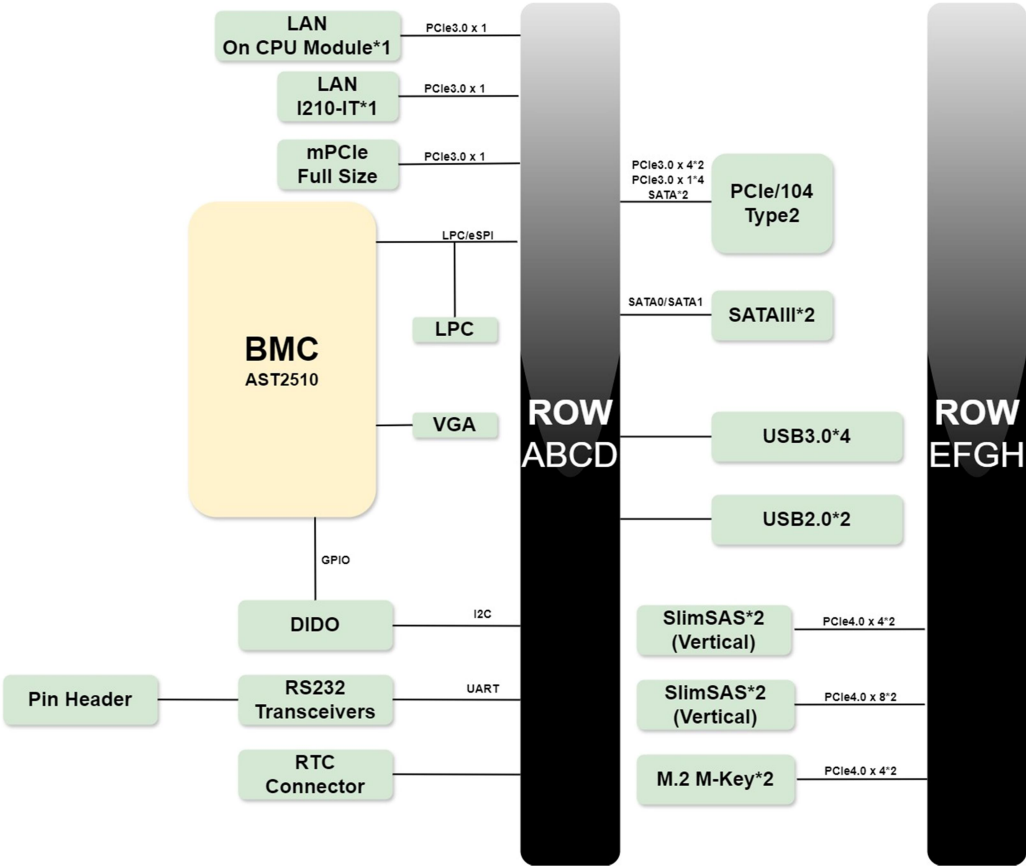 LAN
On CPU Module*1
PCIe3.0 x 1
LAN
I210-IT*1
PCIe3.0 x 1
mPCIe
Full Size
PCIe3.0 x 1
BMC
AST2510
LPC/eSPI
LPC
VGA
GPIO
DIDO
I2C
Pin Header
RS232
Transceivers
UART
RTC
Connector
ROW
ABCD
PCIe3.0 x 4*2
PCIe3.0 x 1*4
SATA*2
PCIe/104
Type2
SATA0/SATA1
SATAIII*2
USB3.0*4
USB2.0*2
SlimSAS*2
(Vertical)
PCIe4.0 x 4*2
SlimSAS*2
(Vertical)
PCIe4.0 x 8*2
M.2 M-Key*2
PCIe4.0 x 4*2
ROW
EFGH